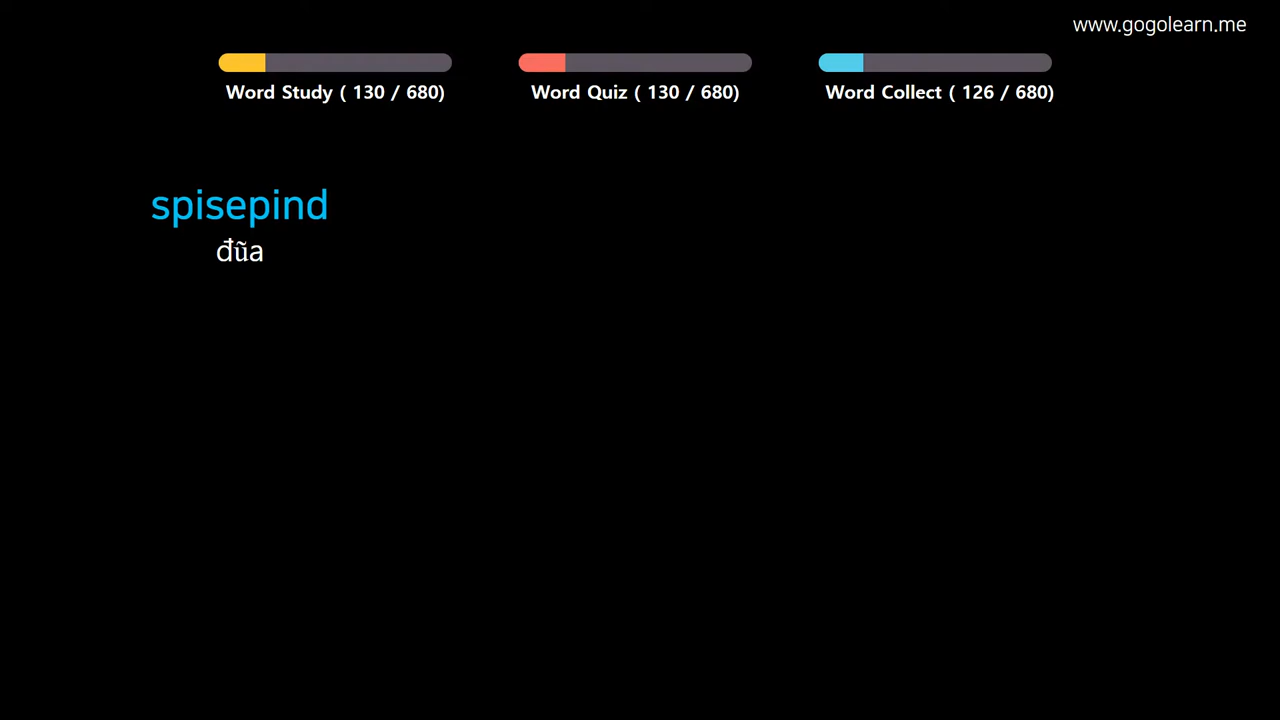 www.gogolearn.me
Word Study ( 130 / 680)
Word Quiz ( 130 / 680)
Word Collect ( 126 / 680)
spisepind
đũa